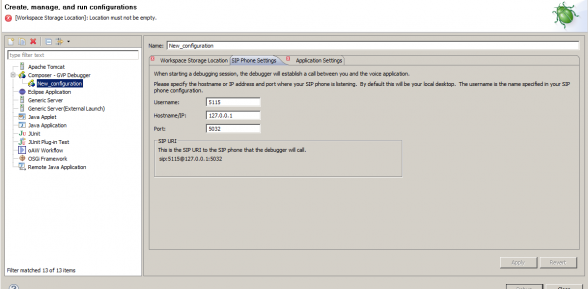 Create, manage, and run configurations
[Workspace Storage Location]: Location must not be empty.
type filter text
Apache Tomcat
Composer - GVP Debugger
New_configuration
Eclipse Application
Generic Server
Generic Server(External Launch)
Java Applet
Java Application
JUnit
JUnit Plug-in Test
oAW Workflow
OSGi Framework
Remote Java Application
Filter matched 13 of 13 items
Name: New_configuration
Workspace Storage Location SIP Phone Settings Application Settings
When starting a debugging session, the debugger will establish a call between you and the voice application.
Please specify the hostname or IP address and port where your SIP phone is listening. By default this will be your local desktop. The username is the name specified in your SIP
phone configuration.
Username: 5115
Hostname/IP: 127.0.0.1
Port: 5032
SIP URI
This is the SIP URI to the SIP phone that the debugger will call.
sip:5115@127.0.0.1:5032
Apply Revert